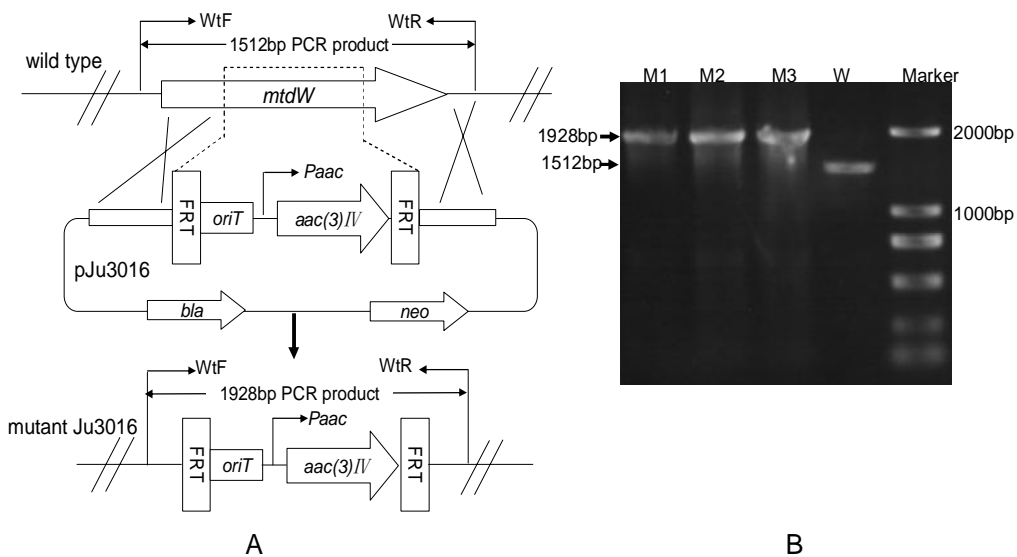 WtF
WtR
1512bp PCR product
wild type
mtdW
Paac
FRT
oriT
aac(3)IV
FRT
pJu3016
bla
neo
WtF
WtR
1928bp PCR product
mutant Ju3016
Paac
FRT
oriT
aac(3)IV
FRT
A
M1 M2 M3 W Marker
1928bp
2000bp
1512bp
1000bp
B